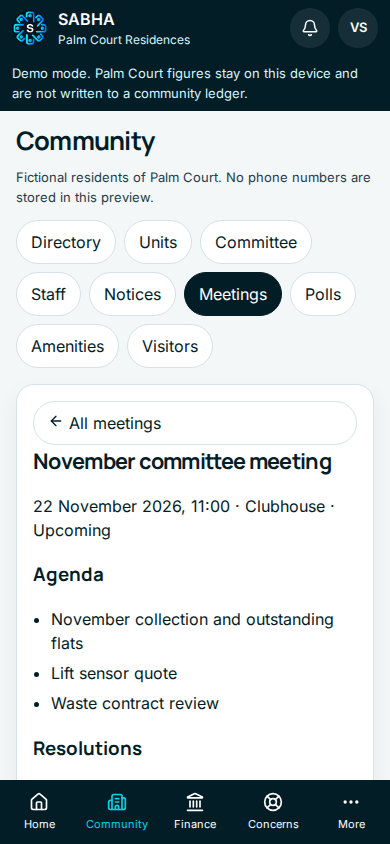 S
SABHA
Palm Court Residences
VS
Demo mode. Palm Court figures stay on this device and
are not written to a community ledger.
Community
Fictional residents of Palm Court. No phone numbers are
stored in this preview.
Directory
Units
Committee
Staff
Notices
Meetings
Polls
Amenities
Visitors
← All meetings
November committee meeting
22 November 2026, 11:00 · Clubhouse ·
Upcoming
Agenda
• November collection and outstanding
flats
• Lift sensor quote
• Waste contract review
Resolutions
Home
Community
Finance
Concerns
More